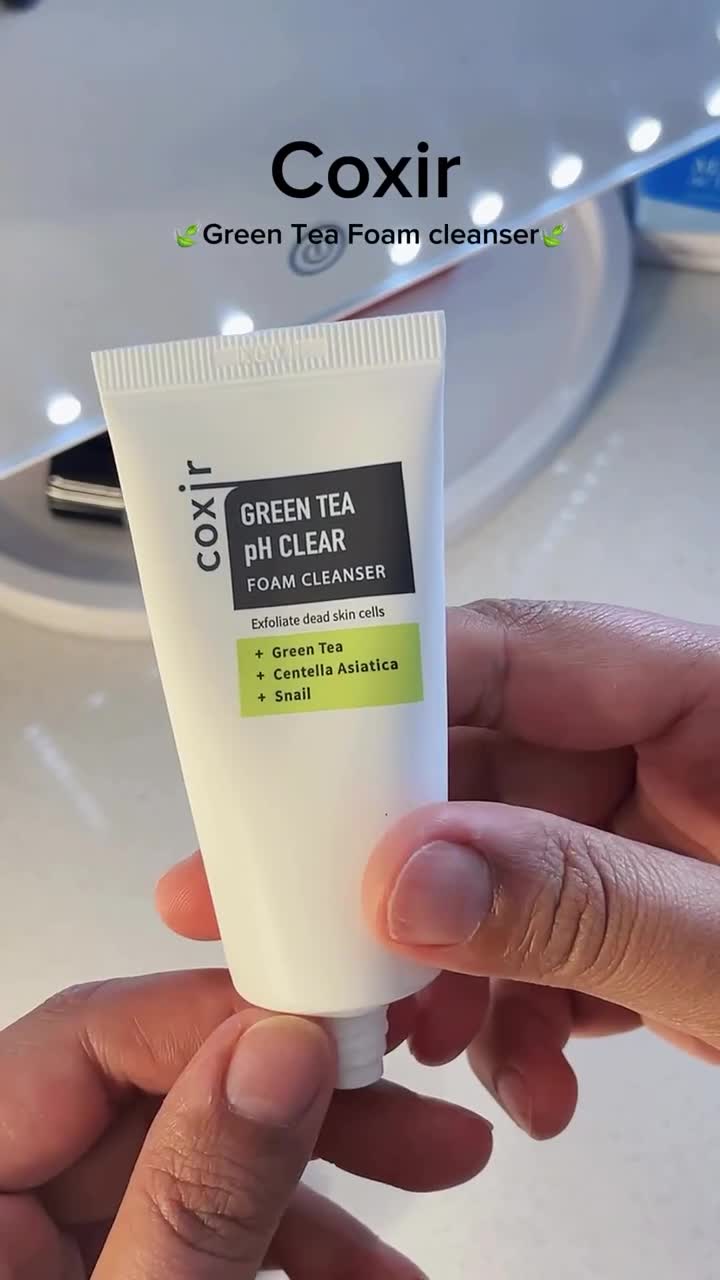 Coxir
🌿Green Tea Foam cleanser🌿
coxir
GREEN TEA
pH CLEAR
FOAM CLEANSER
Exfoliate dead skin cells
+ Green Tea
+ Centella Asiatica
+ Snail